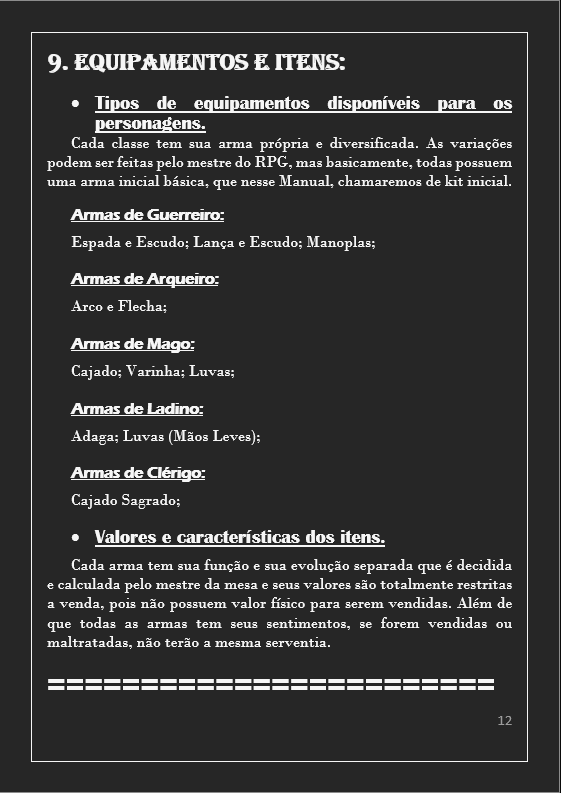 9. EQUIPAMENTOS E ITENS:
• Tipos de equipamentos disponíveis para os
personagens.
Cada classe tem sua arma própria e diversificada. As variações
podem ser feitas pelo mestre do RPG, mas basicamente, todas possuem
uma arma inicial básica, que nesse Manual, chamaremos de kit inicial.
Armas de Guerreiro:
Espada e Escudo; Lança e Escudo; Manoplas;
Armas de Arqueiro:
Arco e Flecha;
Armas de Mago:
Cajado; Varinha; Luvas;
Armas de Ladino:
Adaga; Luvas (Mãos Leves);
Armas de Clérigo:
Cajado Sagrado;
• Valores e características dos itens.
Cada arma tem sua função e sua evolução separada que é decidida
e calculada pelo mestre da mesa e seus valores são totalmente restritas
a venda, pois não possuem valor físico para serem vendidas. Além de
que todas as armas tem seus sentimentos, se forem vendidas ou
maltratadas, não terão a mesma serventia.
========================
12